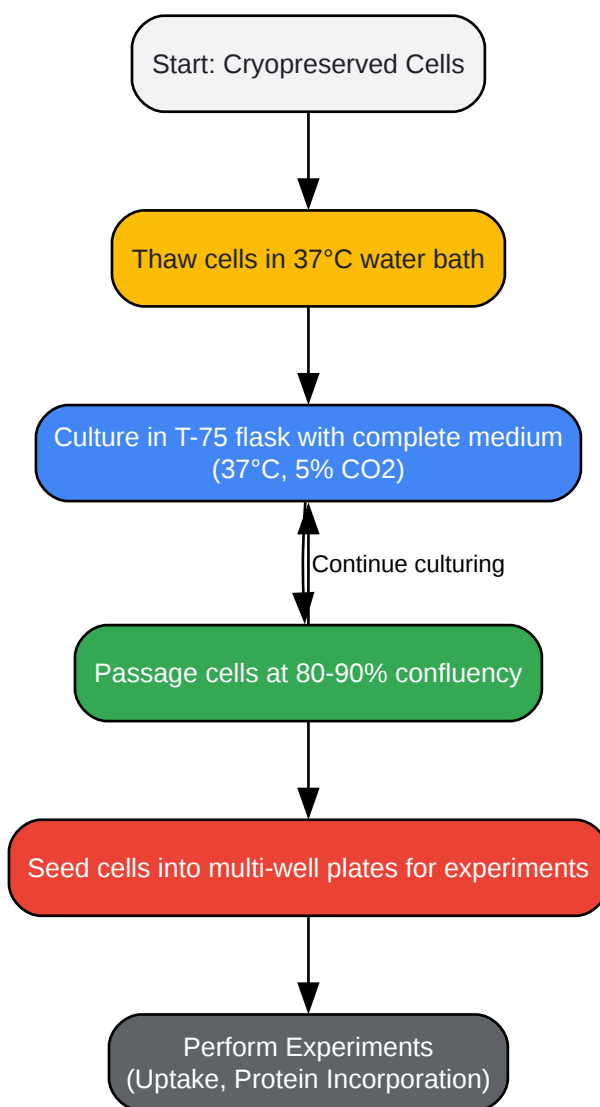 Start: Cryopreserved Cells
Thaw cells in 37°C water bath
Culture in T-75 flask with complete medium
(37°C, 5% CO2)
Continue culturing
Passage cells at 80-90% confluency
Seed cells into multi-well plates for experiments
Perform Experiments
(Uptake, Protein Incorporation)